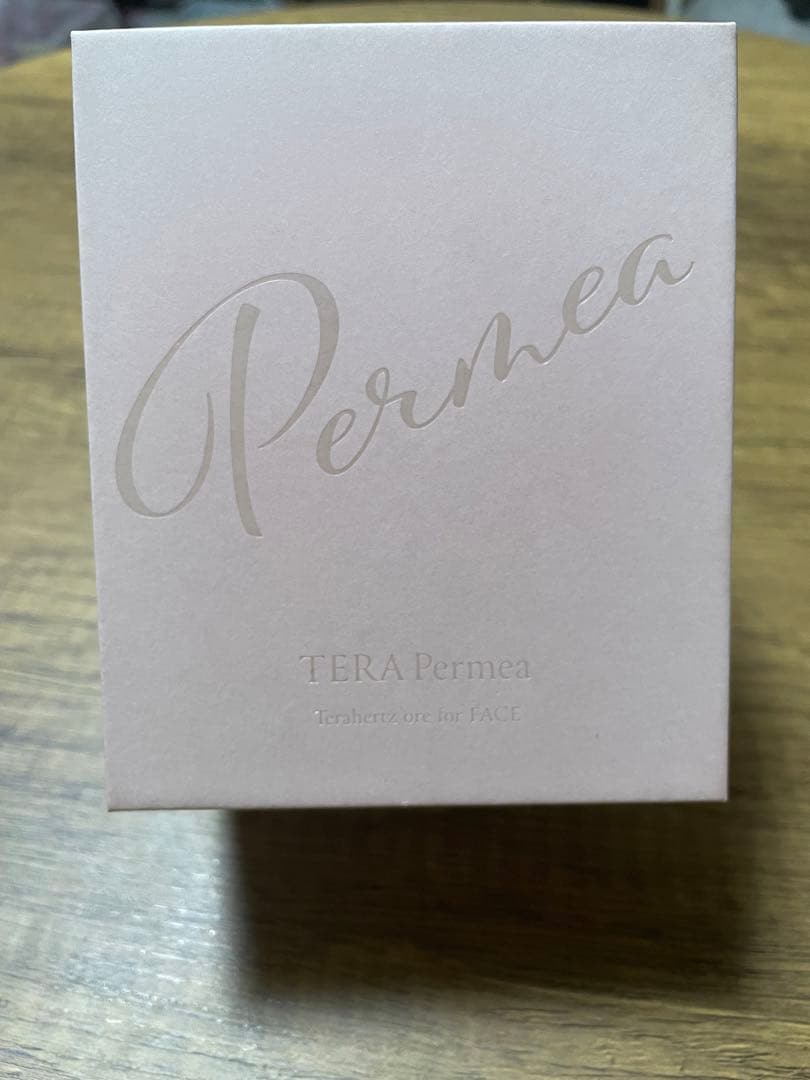 Permea
TERA Permea
Terahertz ore for FACE